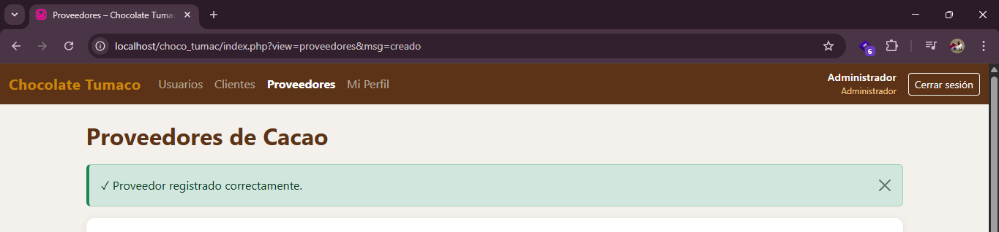 Proveedores – Chocolate Tuma
localhost/choco_tumac/index.php?view=proveedores&msg=creado
6
Chocolate Tumaco Usuarios Clientes Proveedores Mi Perfil Administrador Cerrar sesión
Administrador
Proveedores de Cacao
✓ Proveedor registrado correctamente.